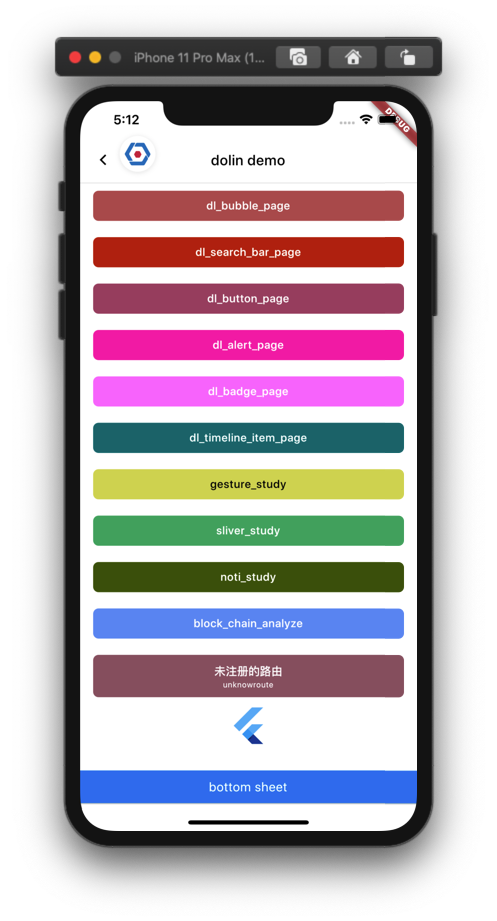 iPhone 11 Pro Max (1...
5:12
DEBUG
dolin demo
dl_bubble_page
dl_search_bar_page
dl_button_page
dl_alert_page
dl_badge_page
dl_timeline_item_page
gesture_study
sliver_study
noti_study
block_chain_analyze
未注册的路由
unknowroute
bottom sheet